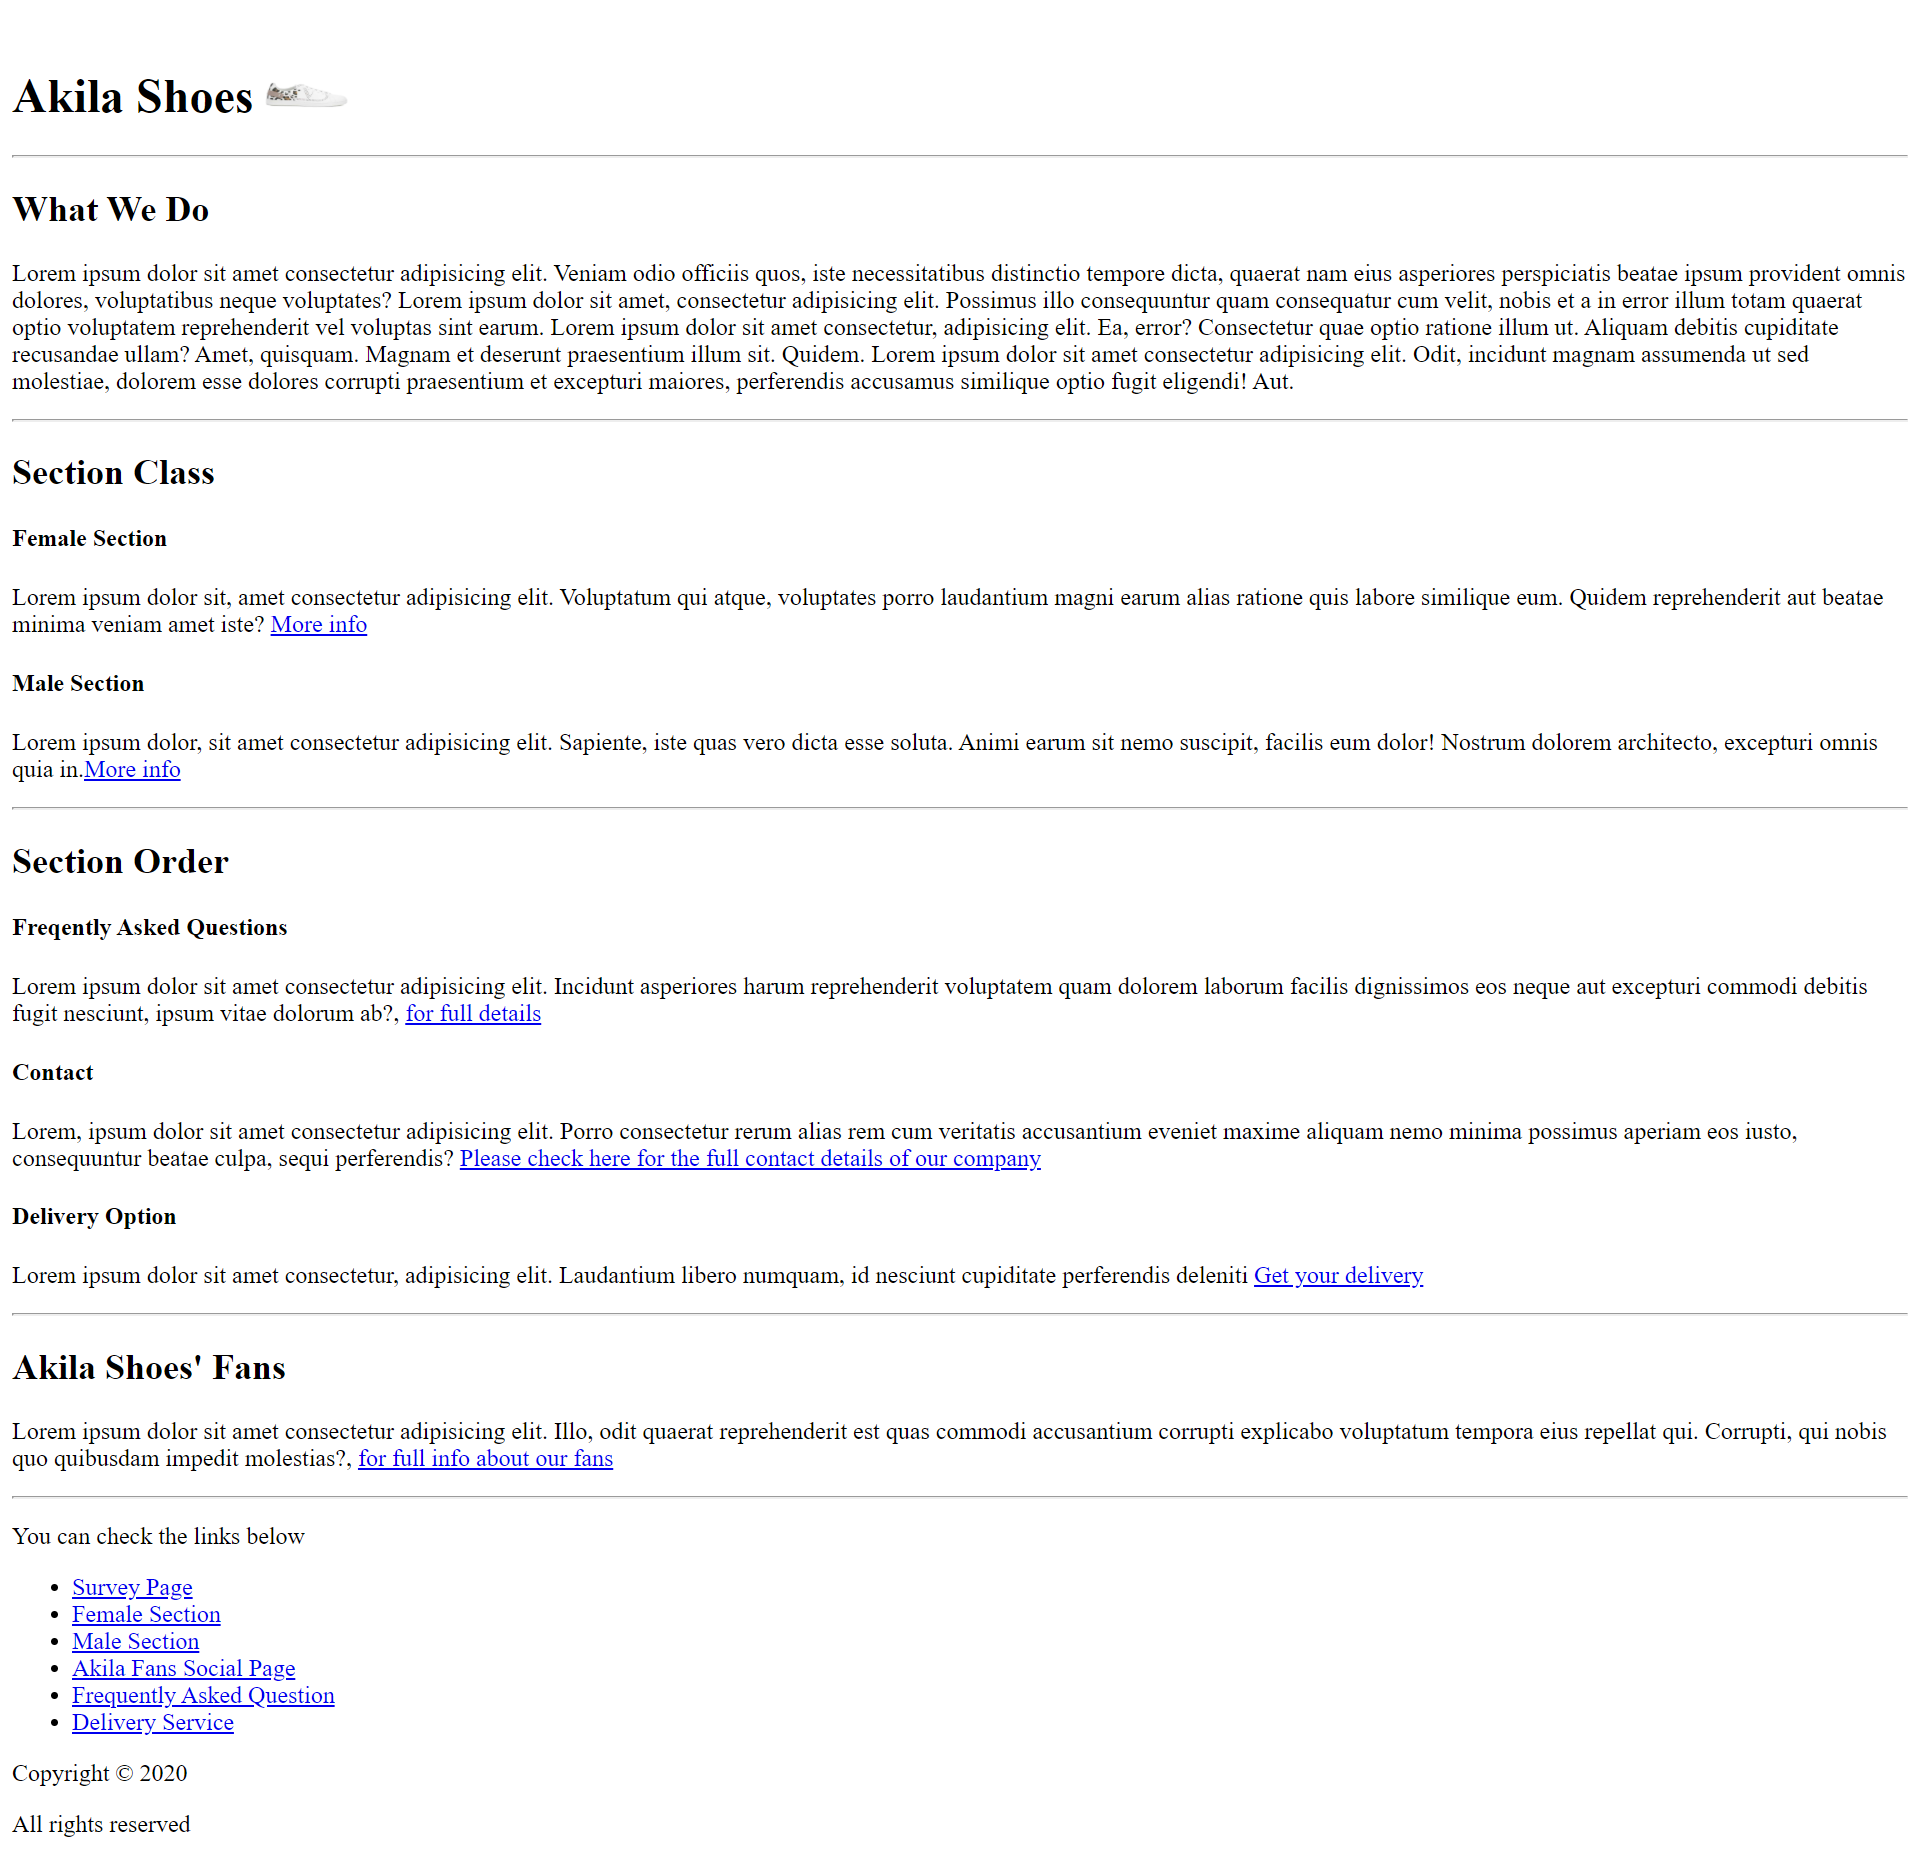 Akila Shoes
What We Do
Lorem ipsum dolor sit amet consectetur adipisicing elit. Veniam odio officiis quos, iste necessitatibus distinctio tempore dicta, quaerat nam eius asperiores perspiciatis beatae ipsum provident omnis
dolores, voluptatibus neque voluptates? Lorem ipsum dolor sit amet, consectetur adipisicing elit. Possimus illo consequuntur quam consequatur cum velit, nobis et a in error illum totam quaerat
optio voluptatem reprehenderit vel voluptas sint earum. Lorem ipsum dolor sit amet consectetur, adipisicing elit. Ea, error? Consectetur quae optio ratione illum ut. Aliquam debitis cupiditate
recusandae ullam? Amet, quisquam. Magnam et deserunt praesentium illum sit. Quidem. Lorem ipsum dolor sit amet consectetur adipisicing elit. Odit, incidunt magnam assumenda ut sed
molestiae, dolorem esse dolores corrupti praesentium et excepturi maiores, perferendis accusamus similique optio fugit eligendi! Aut.
Section Class
Female Section
Lorem ipsum dolor sit, amet consectetur adipisicing elit. Voluptatum qui atque, voluptates porro laudantium magni earum alias ratione quis labore similique eum. Quidem reprehenderit aut beatae
minima veniam amet iste? More info
Male Section
Lorem ipsum dolor, sit amet consectetur adipisicing elit. Sapiente, iste quas vero dicta esse soluta. Animi earum sit nemo suscipit, facilis eum dolor! Nostrum dolorem architecto, excepturi omnis
quia in.More info
Section Order
Freqently Asked Questions
Lorem ipsum dolor sit amet consectetur adipisicing elit. Incidunt asperiores harum reprehenderit voluptatem quam dolorem laborum facilis dignissimos eos neque aut excepturi commodi debitis
fugit nesciunt, ipsum vitae dolorum ab?, for full details
Contact
Lorem, ipsum dolor sit amet consectetur adipisicing elit. Porro consectetur rerum alias rem cum veritatis accusantium eveniet maxime aliquam nemo minima possimus aperiam eos iusto,
consequuntur beatae culpa, sequi perferendis? Please check here for the full contact details of our company
Delivery Option
Lorem ipsum dolor sit amet consectetur, adipisicing elit. Laudantium libero numquam, id nesciunt cupiditate perferendis deleniti Get your delivery
Akila Shoes' Fans
Lorem ipsum dolor sit amet consectetur adipisicing elit. Illo, odit quaerat reprehenderit est quas commodi accusantium corrupti explicabo voluptatum tempora eius repellat qui. Corrupti, qui nobis
quo quibusdam impedit molestias?, for full info about our fans
You can check the links below
• Survey Page
• Female Section
• Male Section
• Akila Fans Social Page
• Frequently Asked Question
• Delivery Service
Copyright © 2020
All rights reserved